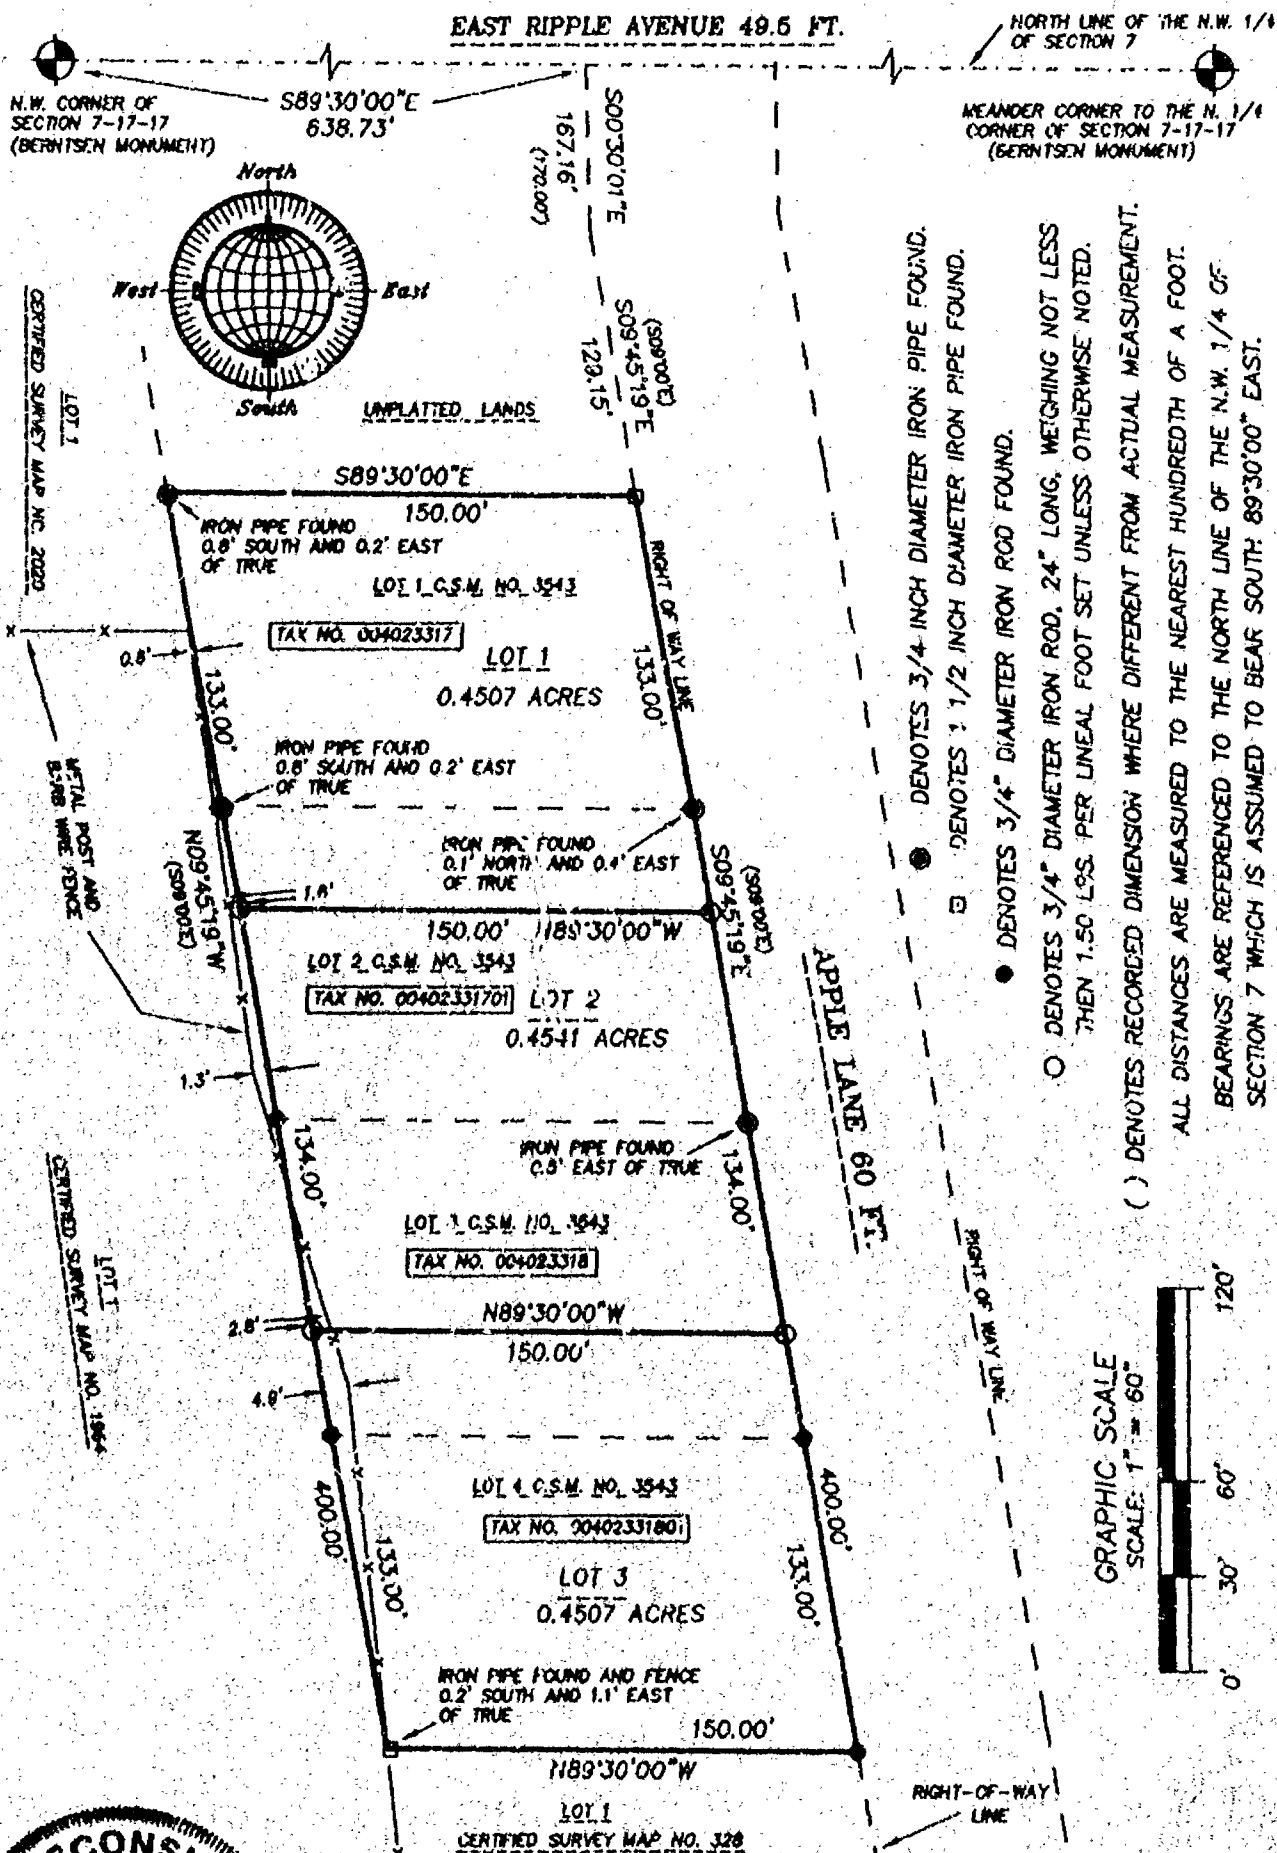 EAST RIPPLE AVENUE 49.5 FT.
NORTH LINE OF THE N.W. 1/4
OF SECTION 7
N.W. CORNER OF
SECTION 7-17-17
(BERNTSEN MONUMENT)
S89°30'00"E
638.73'
MEANDER CORNER TO THE N. 1/4
CORNER OF SECTION 7-17-17
(BERNTSEN MONUMENT)
S00°30'01"E
167.16'
(170.00')
North
West
East
South
S09°45'19"E
(S09°00'E)
129.15'
UNPLATTED LANDS
LOT 1
CERTIFIED SURVEY MAP NO. 2020
S89°30'00"E
150.00'
IRON PIPE FOUND
0.8' SOUTH AND 0.2' EAST
OF TRUE
LOT 1 C.S.M. NO. 3543
TAX NO. 004023317
LOT 1
0.4507 ACRES
RIGHT OF WAY LINE
133.00'
0.8'
133.00'
IRON PIPE FOUND
0.8' SOUTH AND 0.2' EAST
OF TRUE
METAL POST AND
BARB WIRE FENCE
IRON PIPE FOUND
0.1' NORTH AND 0.4' EAST
OF TRUE
N09°45'19"W
(S09°00'E)
1.8'
S09°45'19"E
(S09°00'E)
150.00' N89°30'00"W
LOT 2 C.S.M. NO. 3543
TAX NO. 00402331701
LOT 2
0.4541 ACRES
APPLE LANE 60 FT.
1.3'
134.00'
IRON PIPE FOUND
0.8' EAST OF TRUE
134.00'
LOT 3 C.S.M. NO. 3543
TAX NO. 004023318
N89°30'00"W
150.00'
2.8'
4.9'
LOT 1
CERTIFIED SURVEY MAP NO. 1964
RIGHT OF WAY LINE
LOT 4 C.S.M. NO. 3543
TAX NO. 00402331801
400.00'
133.00'
LOT 3
0.4507 ACRES
400.00'
133.00'
IRON PIPE FOUND AND FENCE
0.2' SOUTH AND 1.1' EAST
OF TRUE
150.00'
N89°30'00"W
LOT 1
CERTIFIED SURVEY MAP NO. 328
RIGHT-OF-WAY
LINE
DENOTES 3/4 INCH DIAMETER IRON PIPE FOUND.
DENOTES 1 1/2 INCH DIAMETER IRON PIPE FOUND.
DENOTES 3/4" DIAMETER IRON ROD FOUND.
DENOTES 3/4" DIAMETER IRON ROD, 24" LONG, WEIGHING NOT LESS
THEN 1.50 LBS. PER LINEAL FOOT SET UNLESS OTHERWISE NOTED.
( ) DENOTES RECORDED DIMENSION WHERE DIFFERENT FROM ACTUAL MEASUREMENT.
ALL DISTANCES ARE MEASURED TO THE NEAREST HUNDREDTH OF A FOOT.
BEARINGS ARE REFERENCED TO THE NORTH LINE OF THE N.W. 1/4 OF
SECTION 7 WHICH IS ASSUMED TO BEAR SOUTH 89°30'00" EAST.
GRAPHIC SCALE
SCALE: 1" = 60'
0' 30' 60' 120'